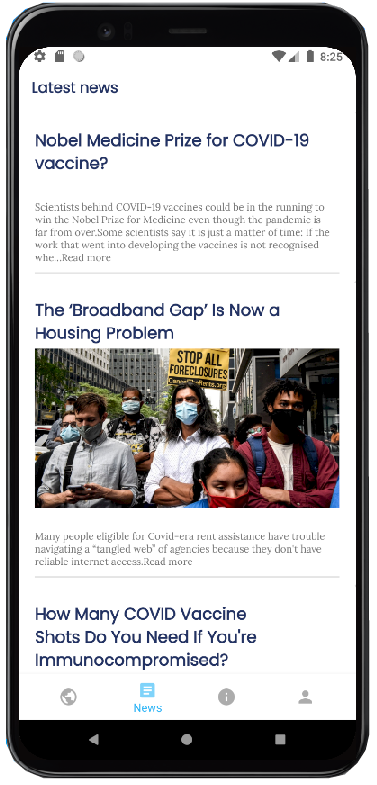 8:25
Latest news
Nobel Medicine Prize for COVID-19
vaccine?
Scientists behind COVID-19 vaccines could be in the running to
win the Nobel Prize for Medicine even though the pandemic is
far from over.Some scientists say it is just a matter of time: if the
work that went into developing the vaccines is not recognised
whe...Read more
The ‘Broadband Gap’ Is Now a
Housing Problem
STOP ALL
FORECLOSURES
Many people eligible for Covid-era rent assistance have trouble
navigating a “tangled web” of agencies because they don't have
reliable internet access.Read more
How Many COVID Vaccine
Shots Do You Need If You're
Immunocompromised?
News